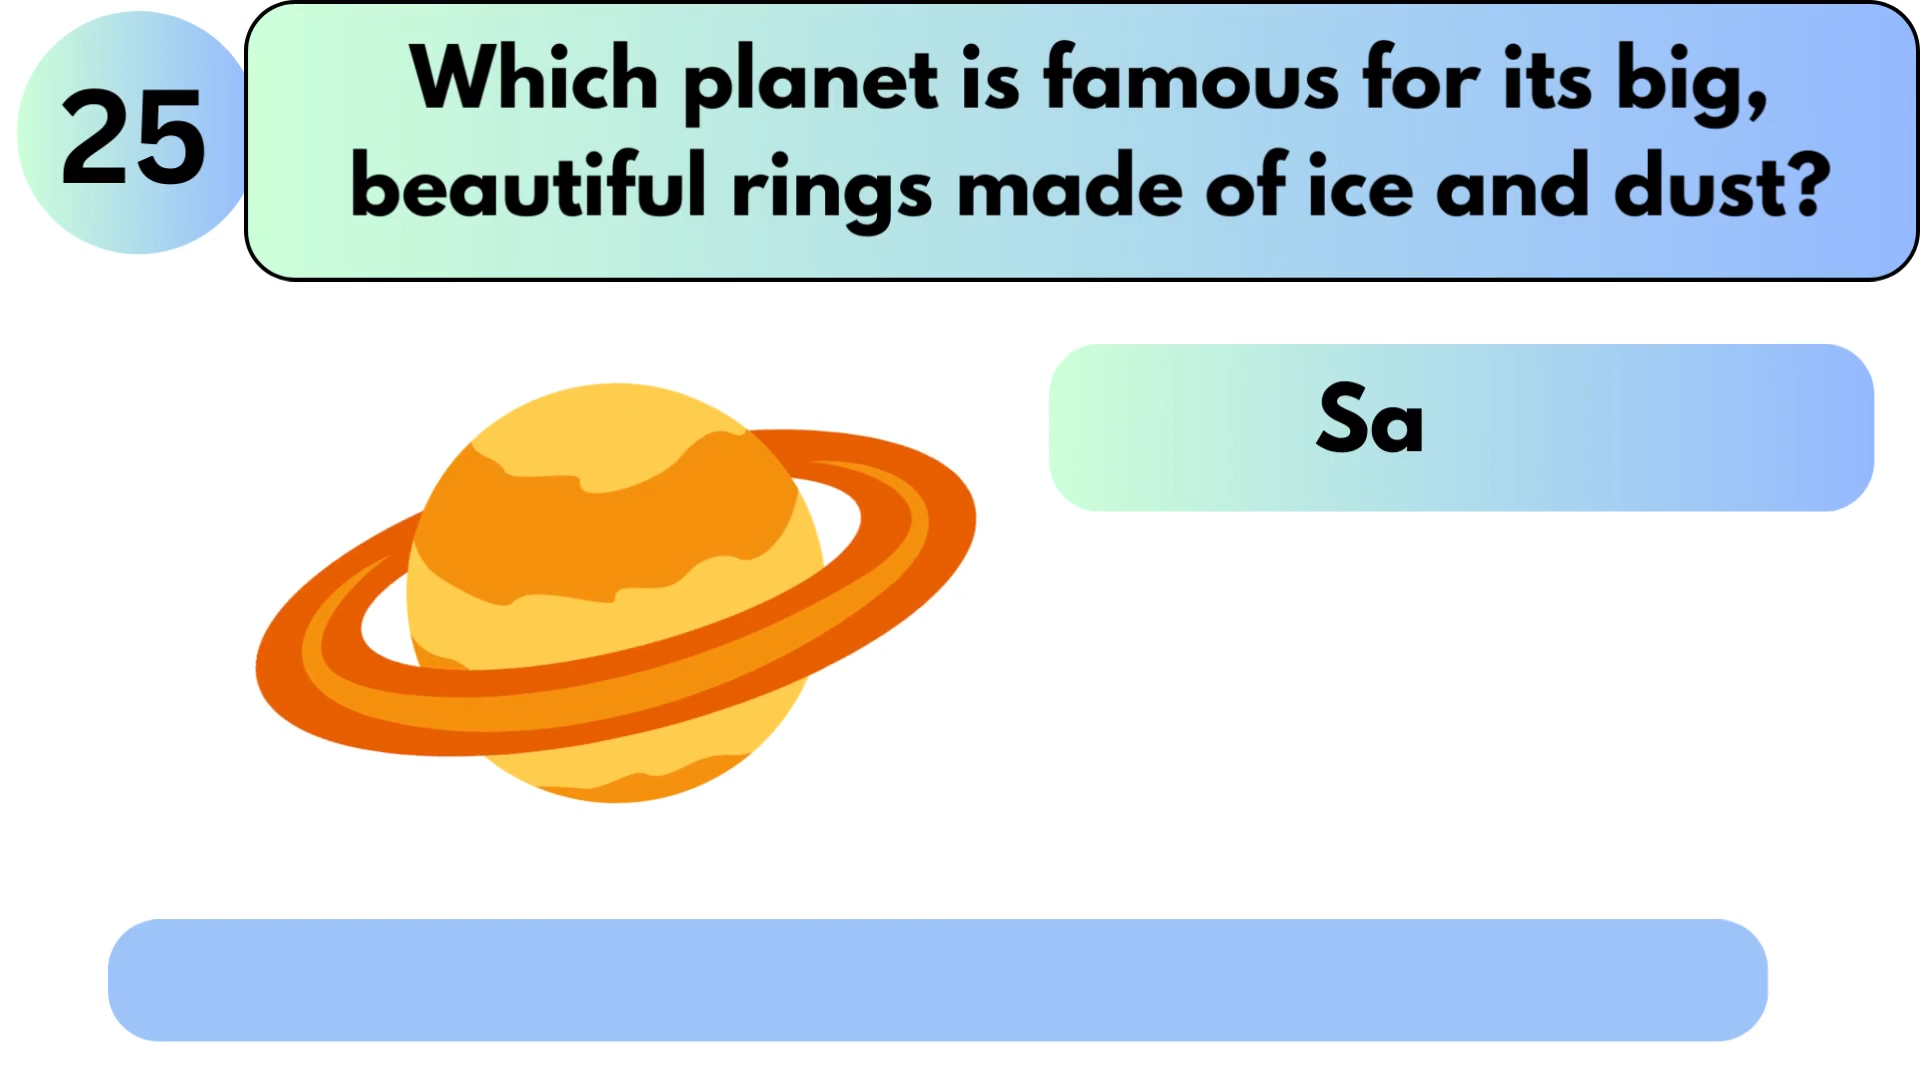 25
Which planet is famous for its big,
beautiful rings made of ice and dust?
Sa